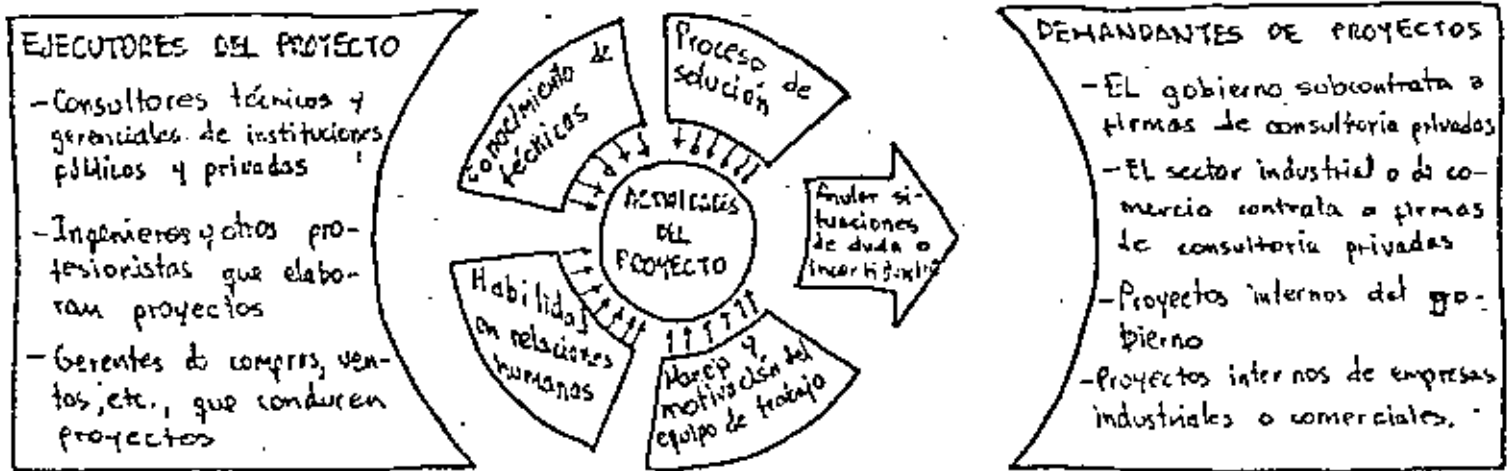 EJECUTORES DEL PROYECTO
-Consultores técnicos y
gerenciales de instituciones
públicos y privadas
-Ingenieros y otros pro-
fesionistas que elabo-
ran proyectos
-Gerentes de compras, ven-
tas, etc., que conducen
proyectos
Conocimiento de
técnicas
Proceso de
solución
ACTIVIDADES
DEL
PROYECTO
Habilidad
en relaciones
humanas
Manejo y
motivación del
equipo de trabajo
Anular si-
tuaciones
de duda o
incertidumbre
DEMANDANTES DE PROYECTOS
-EL gobierno subcontrata a
firmas de consultoría privadas
-EL sector industrial o de co-
mercio contrata a firmas
de consultoría privadas
-Proyectos internos del go-
bierno
-Proyectos internos de empresas
industriales o comerciales.